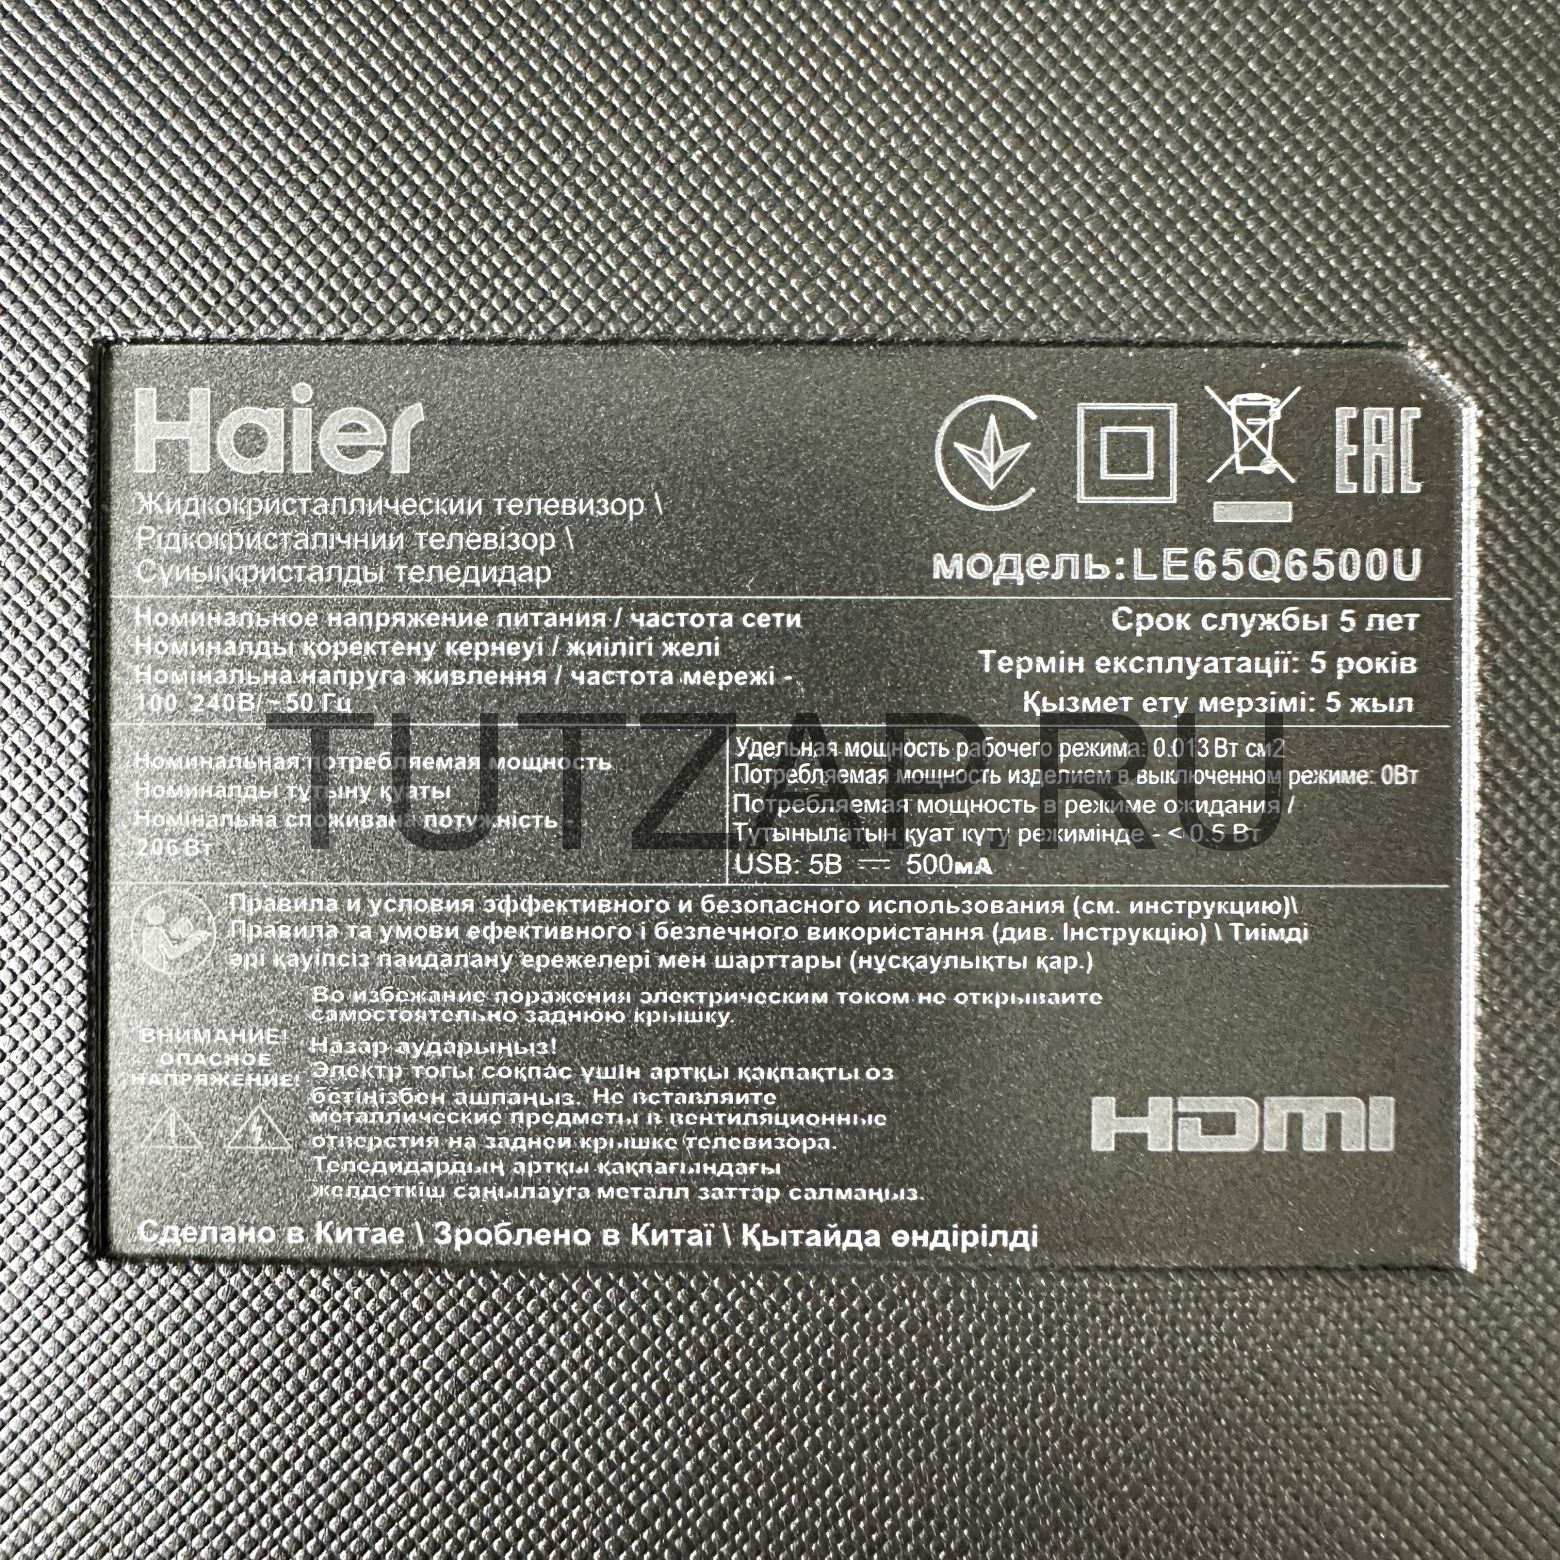 Haier
EAC
Жидкокристаллический телевизор \
Рідкокристалічний телевізор \
Сұйықкристалды теледидар
модель:LE65Q6500U
Номинальное напряжение питания / частота сети
Номиналды қоректену кернеуі / жиілігі желі
Номінальна напруга живлення / частота мережі -
100 240В/~50 Гц
Срок службы 5 лет
Термін експлуатації: 5 років
Қызмет ету мерзімі: 5 жыл
Номинальная потребляемая мощность
Номиналды тұтыну қуаты
Номінальна споживана потужність -
206 Вт
Удельная мощность рабочего режима: 0.013 Вт см2
Потребляемая мощность изделием в выключенном режиме: 0Вт
Потребляемая мощность в режиме ожидания /
Тұтынылатын қуат күту режимінде - < 0.5 Вт
USB: 5В ⎓ 500мА
TUTZAP.RU
Правила и условия эффективного и безопасного использования (см. инструкцию)\
Правила та умови ефективного і безпечного використання (див. Інструкцію) \ Тиімді
әрі қауіпсіз пайдалану ережелері мен шарттары (нұсқаулықты қар.)
ВНИМАНИЕ!
ОПАСНОЕ
НАПРЯЖЕНИЕ!
Во избежание поражения электрическим током не открывайте
самостоятельно заднюю крышку.
Назар аударыңыз!
Электр тогы соқпас үшін артқы қақпақты өз
бетіңізбен ашпаңыз. Не вставляйте
металлические предметы в вентиляционные
отверстия на задней крышке телевизора.
Теледидардың артқы қақпағындағы
желдеткіш саңылауға металл заттар салмаңыз.
HDMI
Сделано в Китае \ Зроблено в Китаї \ Қытайда өндірілді